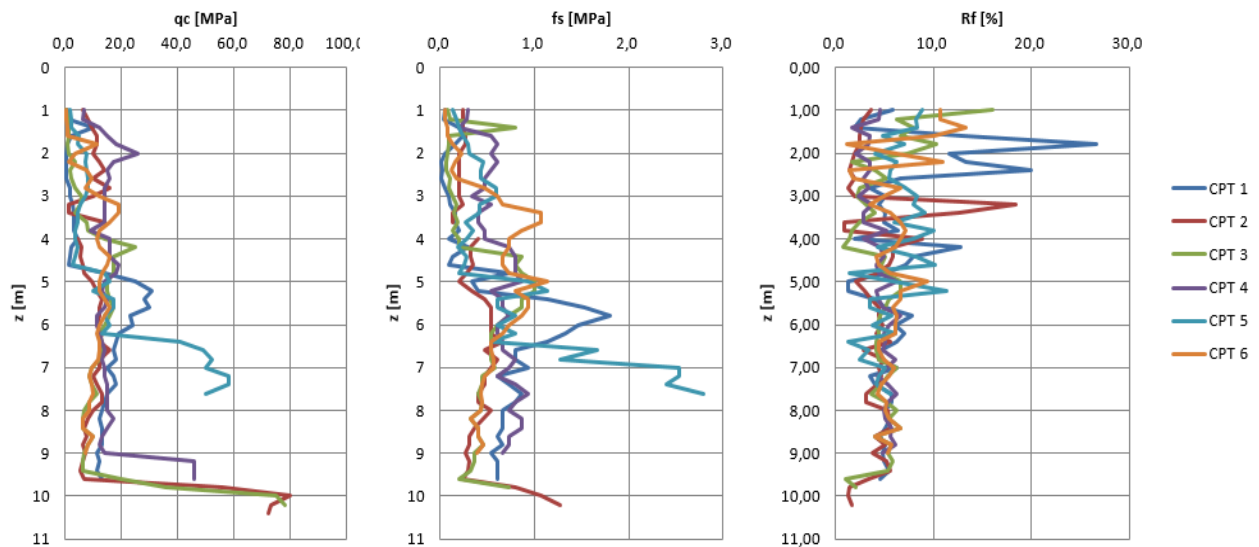 qc [MPa]
0,0 20,0 40,0 60,0 80,0 100,0
fs [MPa]
0,0 1,0 2,0 3,0
Rf [%]
0,0 10,0 20,0 30,0
z [m]
0
1
2
3
4
5
6
7
8
9
10
11
z [m]
0
1
2
3
4
5
6
7
8
9
10
11
z [m]
0,00
1,00
2,00
3,00
4,00
5,00
6,00
7,00
8,00
9,00
10,00
11,00
CPT 1
CPT 2
CPT 3
CPT 4
CPT 5
CPT 6